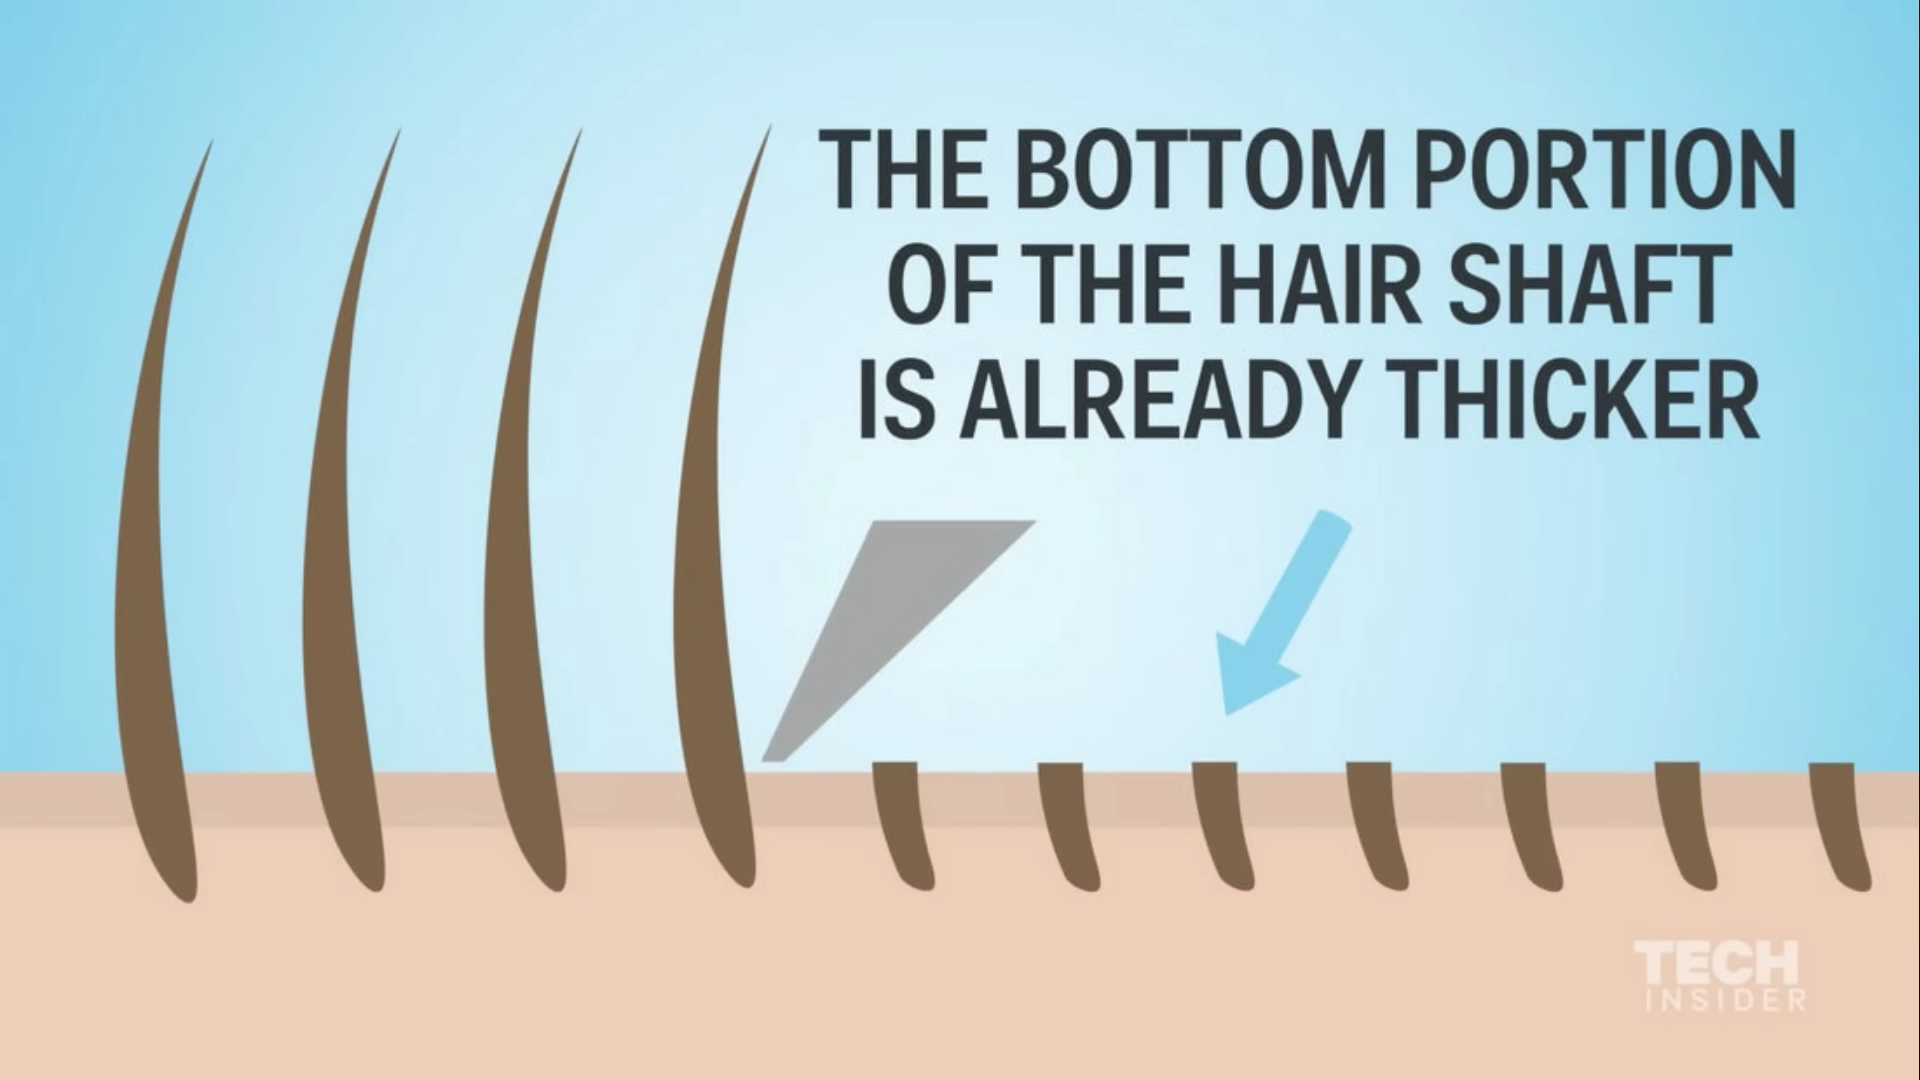 THE BOTTOM PORTION
OF THE HAIR SHAFT
IS ALREADY THICKER
TECH
INSIDER